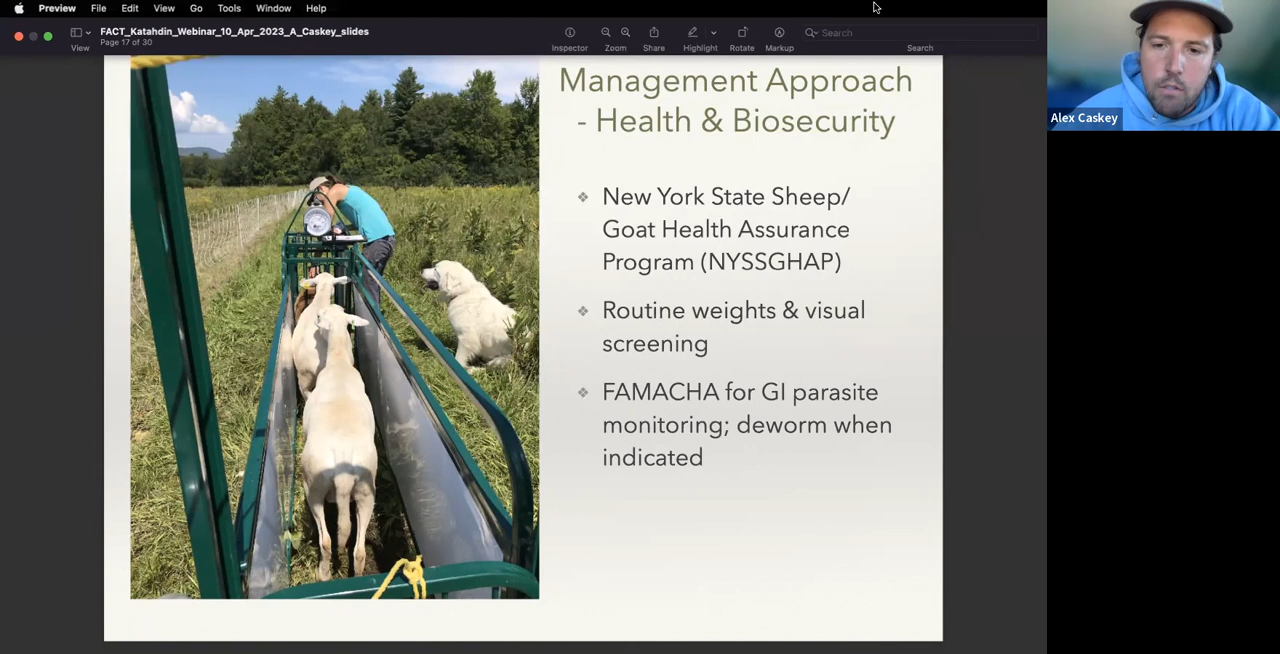 Preview File Edit View Go Tools Window Help
FACT_Katahdin_Webinar_10_Apr_2023_A_Caskey_slides
Page 17 of 30
Search
View
Inspector Zoom Share Highlight Rotate Markup Search
Alex Caskey
Management Approach
- Health & Biosecurity
❖ New York State Sheep/
Goat Health Assurance
Program (NYSSGHAP)
❖ Routine weights & visual
screening
❖ FAMACHA for GI parasite
monitoring; deworm when
indicated